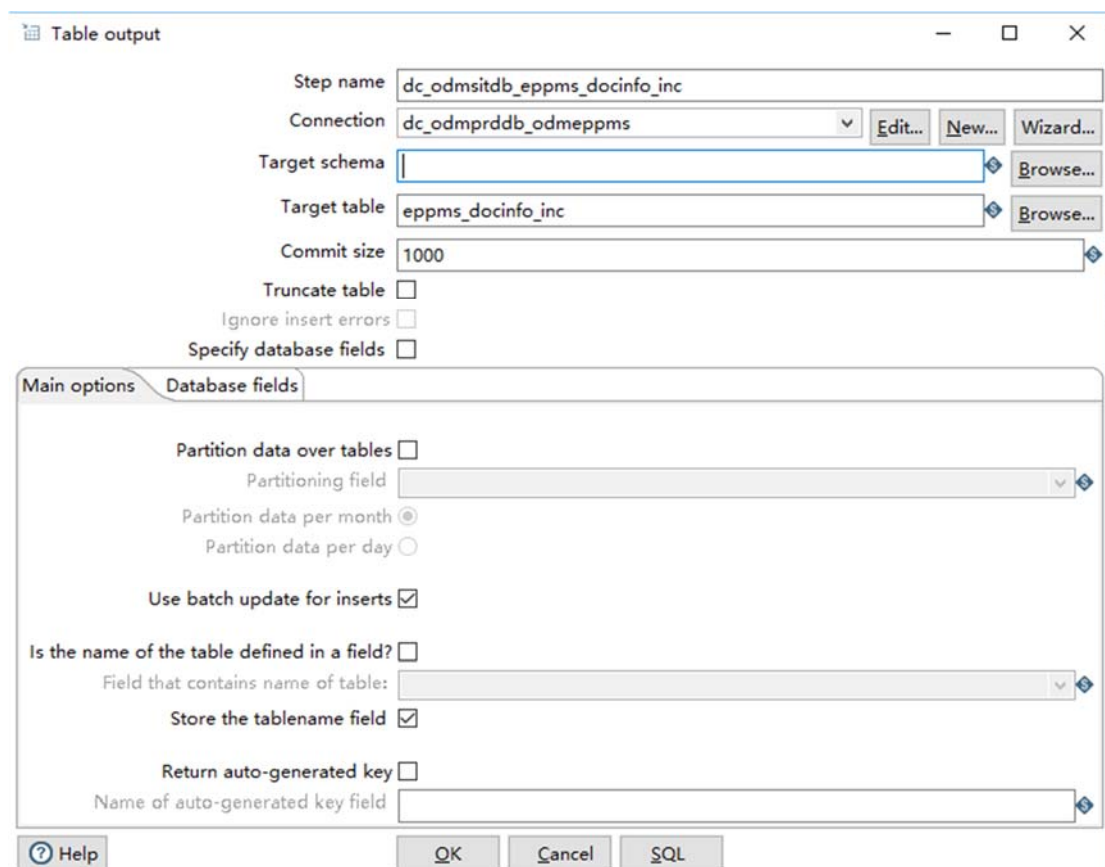 Table output
Step name dc_odmsitdb_eppms_docinfo_inc
Connection dc_odmprddb_odmeppms Edit... New... Wizard...
Target schema Browse...
Target table eppms_docinfo_inc Browse...
Commit size 1000
Truncate table
Ignore insert errors
Specify database fields
Main options Database fields
Partition data over tables
Partitioning field
Partition data per month
Partition data per day
Use batch update for inserts
Is the name of the table defined in a field?
Field that contains name of table:
Store the tablename field
Return auto-generated key
Name of auto-generated key field
Help OK Cancel SQL